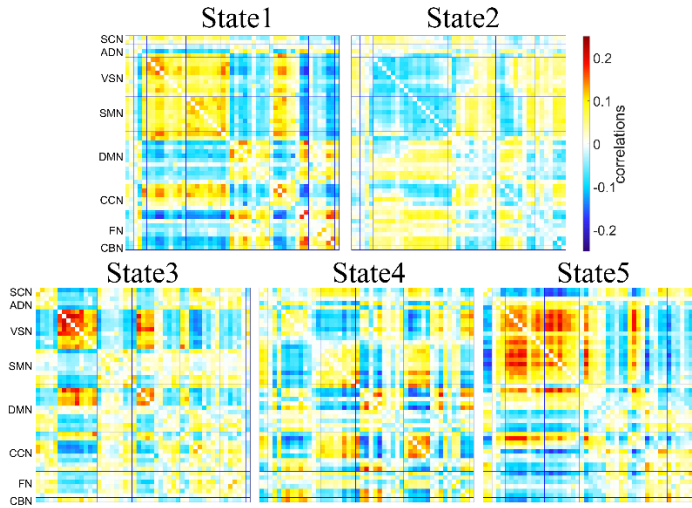 State1
State2
SCN
ADN
VSN
SMN
DMN
CCN
FN
CBN
0.2
0.1
0
-0.1
-0.2
correlations
State3
State4
State5
SCN
ADN
VSN
SMN
DMN
CCN
FN
CBN